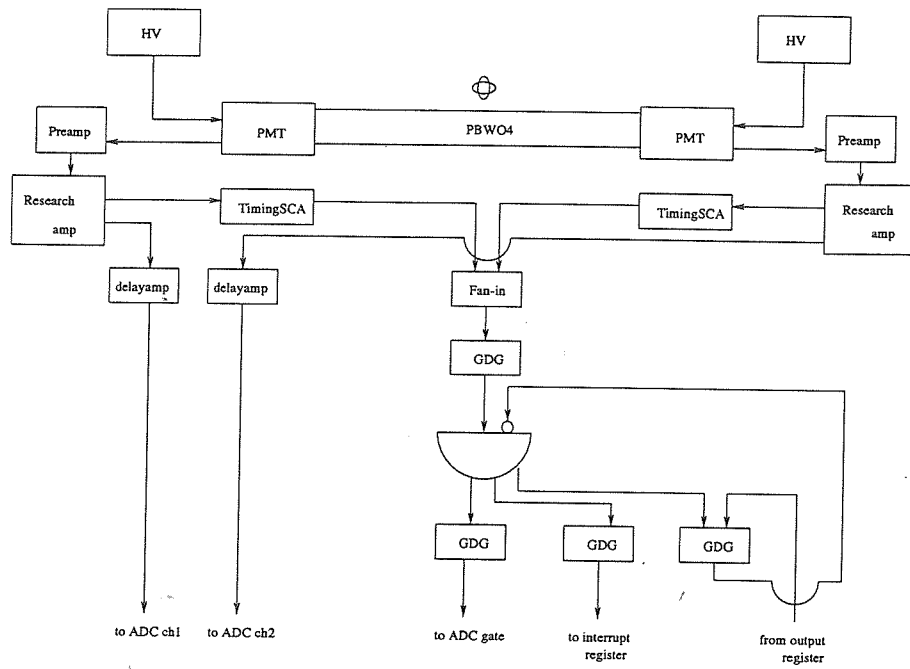 HV
HV
PMT
PBWO4
PMT
Preamp
Preamp
Research
amp
TimingSCA
TimingSCA
Research
amp
delayamp
delayamp
Fan-in
GDG
GDG
GDG
GDG
to ADC ch1
to ADC ch2
to ADC gate
to interrupt
register
from output
register